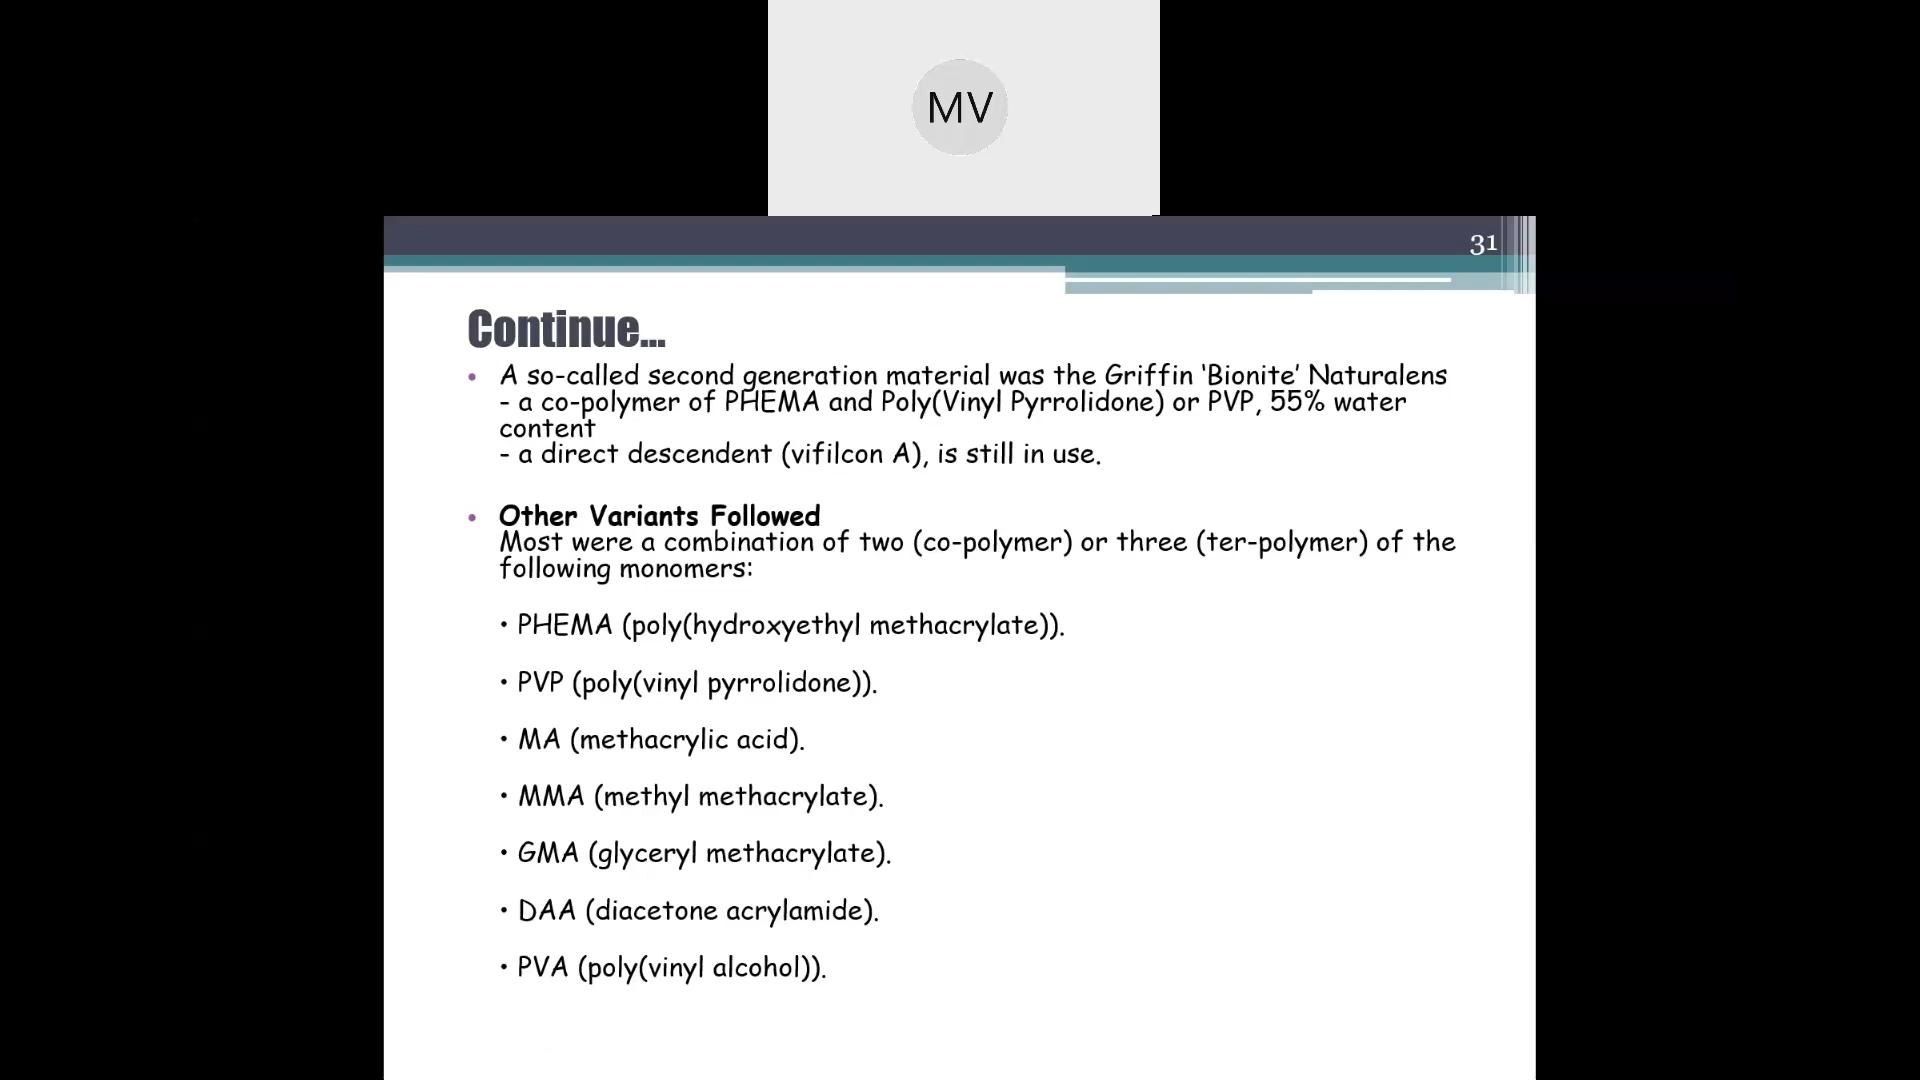 MV
31
Continue...
• A so-called second generation material was the Griffin ‘Bionite’ Naturalens
- a co-polymer of PHEMA and Poly(Vinyl Pyrrolidone) or PVP, 55% water
content
- a direct descendent (vifilcon A), is still in use.
• Other Variants Followed
Most were a combination of two (co-polymer) or three (ter-polymer) of the
following monomers:
• PHEMA (poly(hydroxyethyl methacrylate)).
• PVP (poly(vinyl pyrrolidone)).
• MA (methacrylic acid).
• MMA (methyl methacrylate).
• GMA (glyceryl methacrylate).
• DAA (diacetone acrylamide).
• PVA (poly(vinyl alcohol)).